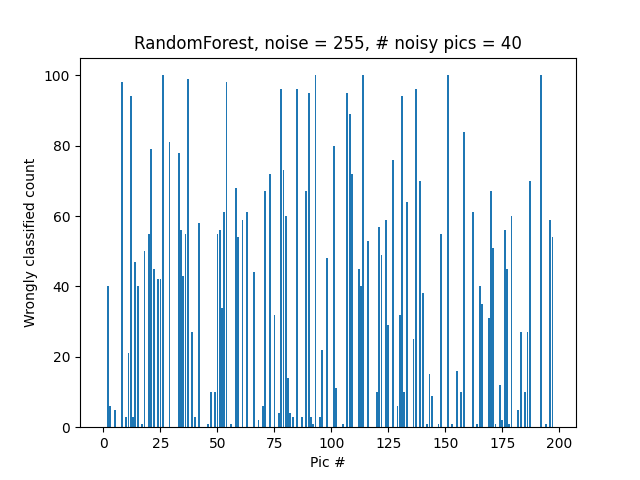 RandomForest, noise = 255, # noisy pics = 40
100
80
60
40
20
0
Wrongly classified count
0 25 50 75 100 125 150 175 200
Pic #